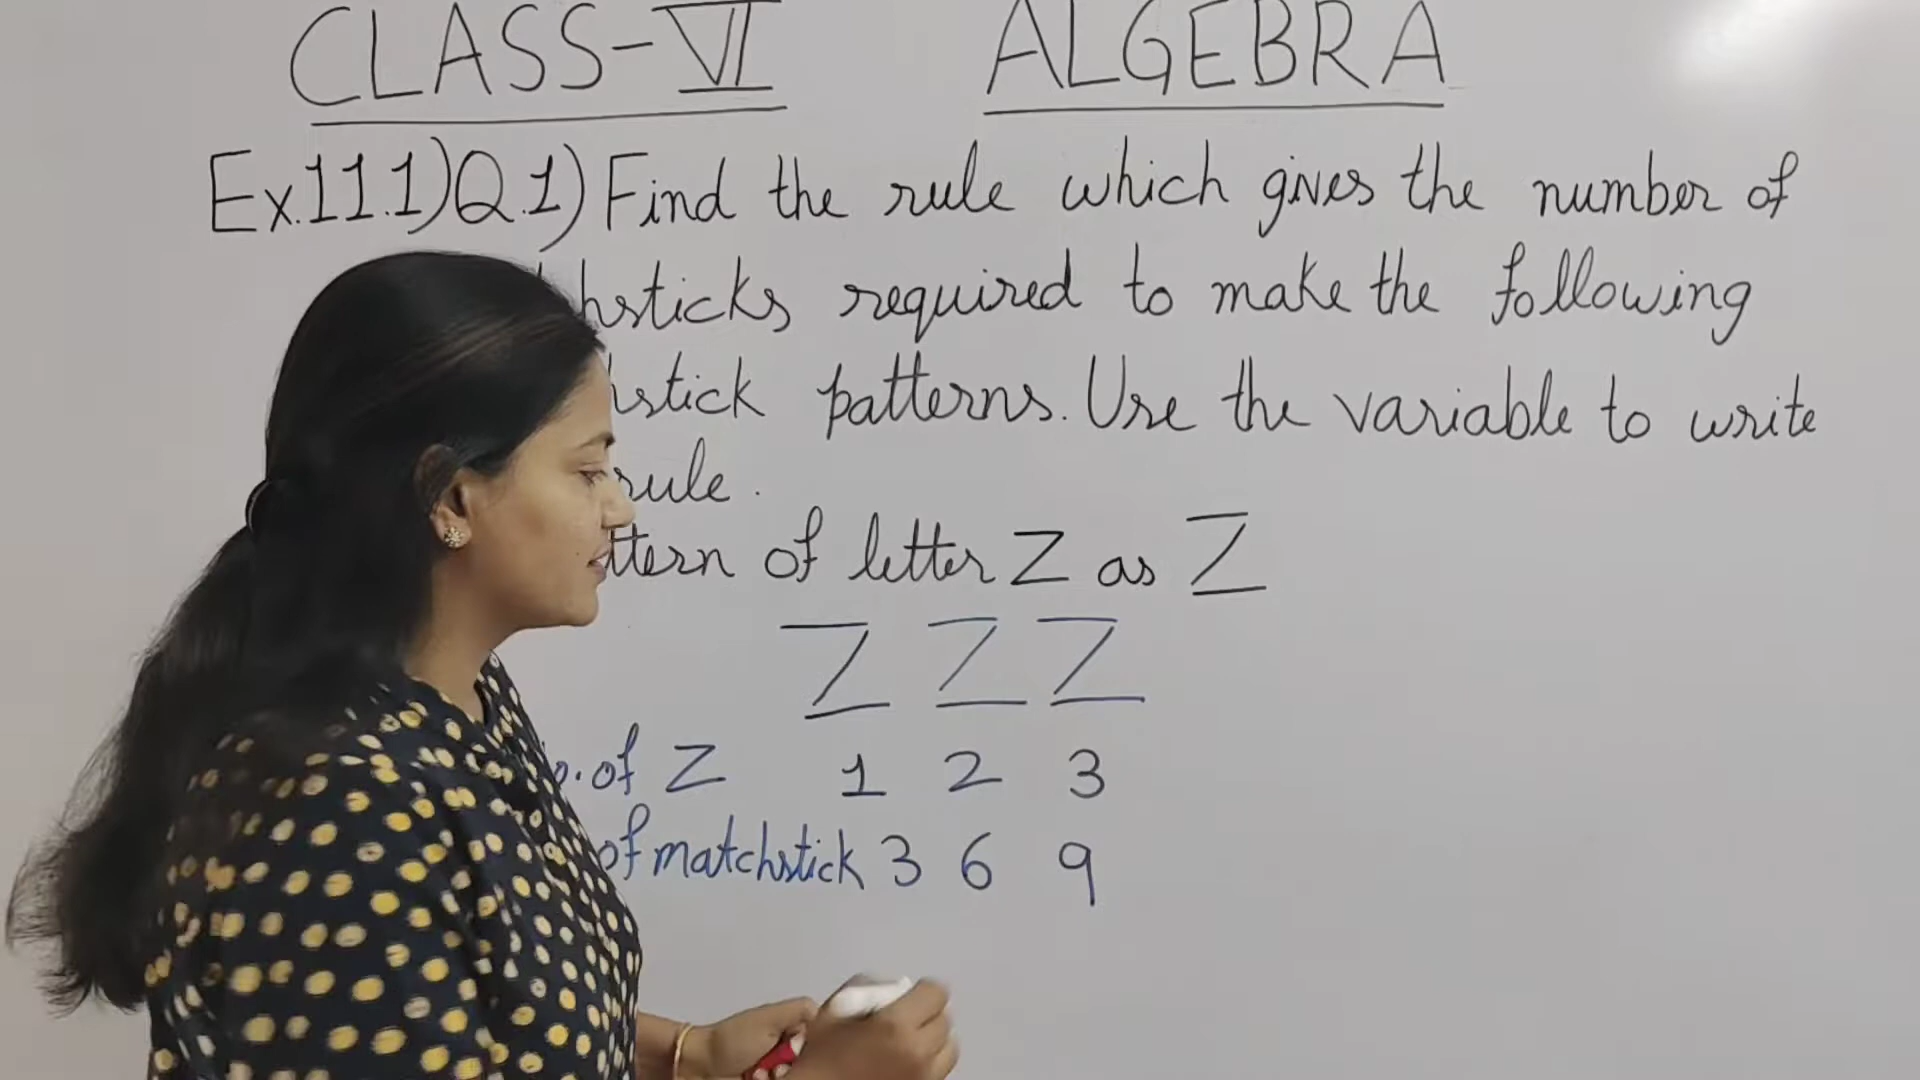 CLASS-VI ALGEBRA
Ex.11.1)Q.1) Find the rule which gives the number of
hsticks required to make the following
stick patterns. Use the variable to write
rule.
ttern of letter Z as Z
Z Z Z
o. of Z 1 2 3
of matchstick 3 6 9